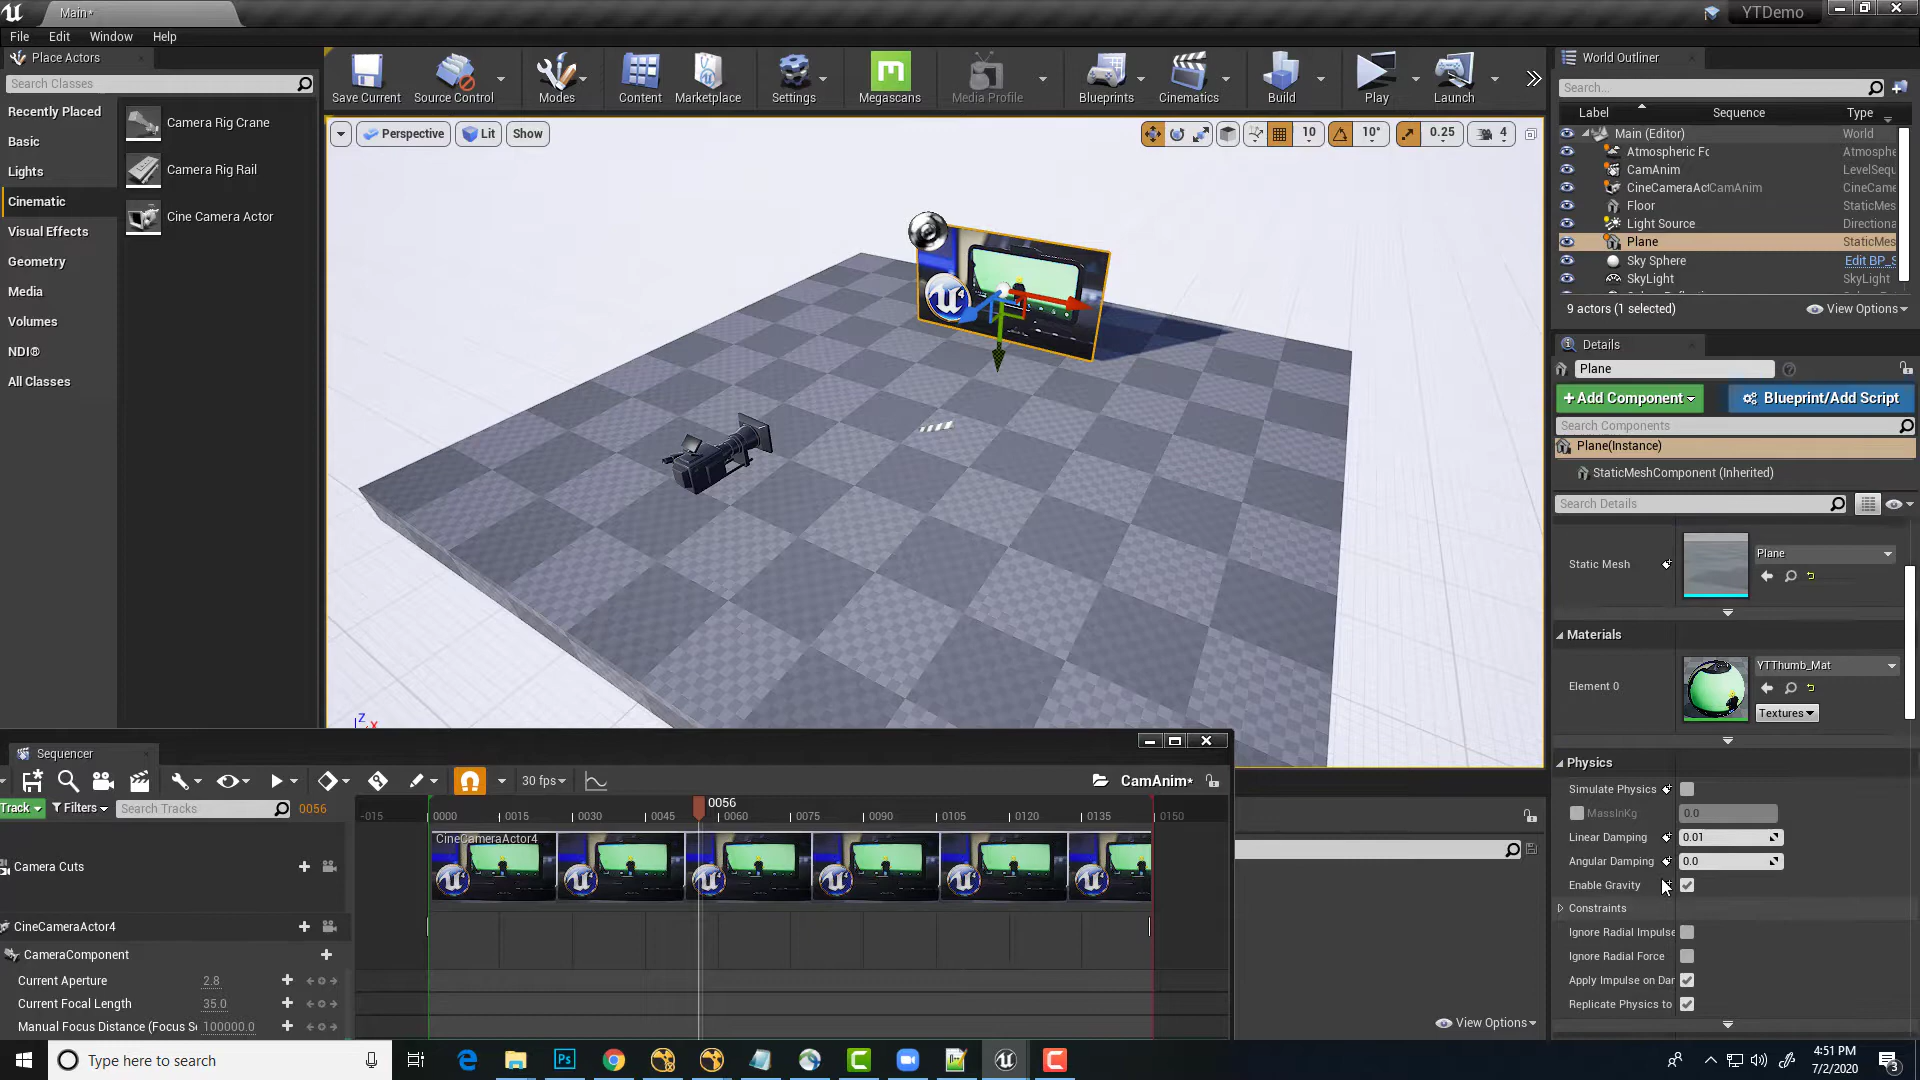 Main*
YTDemo
File Edit Window Help
Place Actors
Search Classes
Recently Placed
Basic
Lights
Cinematic
Visual Effects
Geometry
Media
Volumes
NDI®
All Classes
Camera Rig Crane
Camera Rig Rail
Cine Camera Actor
Save Current
Source Control
Modes
Content
Marketplace
Settings
Megascans
Media Profile
Blueprints
Cinematics
Build
Play
Launch
Perspective
Lit
Show
10
10°
0.25
4
World Outliner
Search...
Label Sequence Type
Main (Editor) World
Atmospheric Fc Atmosphe
CamAnim LevelSequ
CineCameraAct CamAnim CineCame
Floor StaticMes
Light Source Directiona
Plane StaticMes
Sky Sphere Edit BP_S
SkyLight SkyLight
9 actors (1 selected) View Options
Details
Plane
+Add Component Blueprint/Add Script
Search Components
Plane(Instance)
StaticMeshComponent (Inherited)
Search Details
Static Mesh
Plane
Materials
Element 0
YTThumb_Mat
Textures
Physics
Simulate Physics
MassInKg 0.0
Linear Damping 0.01
Angular Damping 0.0
Enable Gravity
Constraints
Ignore Radial Impulse
Ignore Radial Force
Apply Impulse on Dar
Replicate Physics to
Z
X
Sequencer
30 fps
CamAnim*
Track Filters Search Tracks 0056
-015 0000 0015 0030 0045 0056 0060 0075 0090 0105 0120 0135 0150
CineCameraActor4
Camera Cuts
CineCameraActor4
CameraComponent
Current Aperture 2.8
Current Focal Length 35.0
Manual Focus Distance (Focus Se 100000.0
View Options
Type here to search
4:51 PM
7/2/2020
3